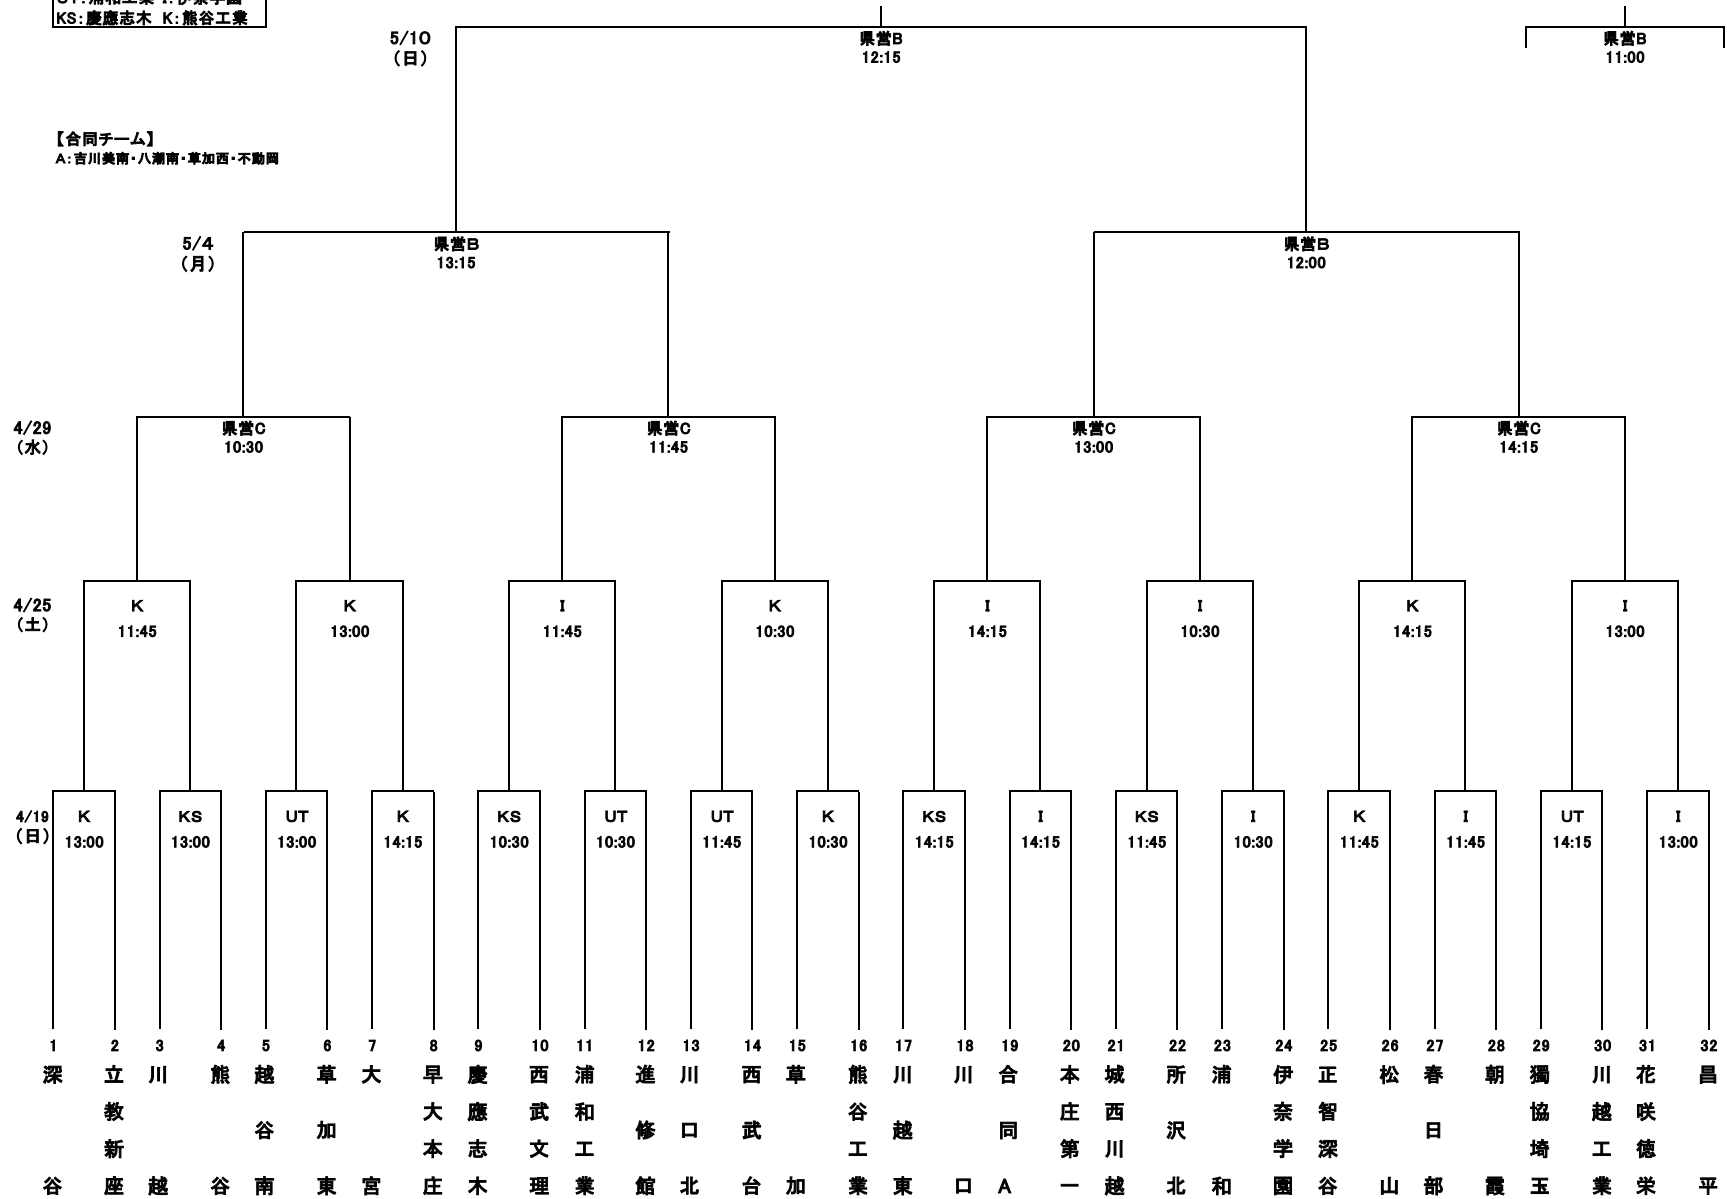 UT：浦和工業 I：伊奈学園
KS：慶應志木 K：熊谷工業
5/10
（日）
県営B
12:15
県営B
11:00
【合同チーム】
A：吉川美南・八潮南・草加西・不動岡
5/4
（月）
県営B
13:15
県営B
12:00
4/29
（水）
県営C
10:30
県営C
11:45
県営C
13:00
県営C
14:15
4/25
（土）
K
11:45
K
13:00
I
11:45
K
10:30
I
14:15
I
10:30
K
14:15
I
13:00
4/19
（日）
K
13:00
KS
13:00
UT
13:00
K
14:15
KS
10:30
UT
10:30
UT
11:45
K
10:30
KS
14:15
I
14:15
KS
11:45
I
10:30
K
11:45
I
11:45
UT
14:15
I
13:00
1 深谷
2 立教新座
3 川越
4 熊谷
5 越谷南
6 草加東
7 大宮
8 早大本庄
9 慶應志木
10 西武文理
11 浦和工業
12 進修館
13 川口北
14 西武台
15 草加
16 熊谷工業
17 川越東
18 川口
19 合同A
20 本庄第一
21 城西川越
22 所沢北
23 浦和
24 伊奈学園
25 正智深谷
26 松山
27 春日部
28 朝霞
29 獨協埼玉
30 川越工業
31 花咲徳栄
32 昌平